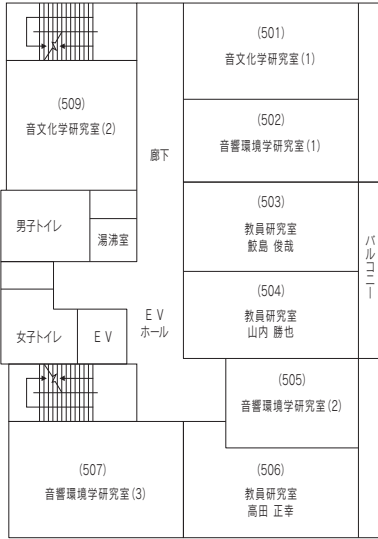 (501)
音文化学研究室(1)
(509)
音文化学研究室(2)
(502)
音響環境学研究室(1)
廊下
(503)
教員研究室
鮫島 俊哉
男子トイレ
湯沸室
バルコニー
(504)
教員研究室
山内 勝也
EV
ホール
女子トイレ
EV
(505)
音響環境学研究室(2)
(507)
音響環境学研究室(3)
(506)
教員研究室
高田 正幸